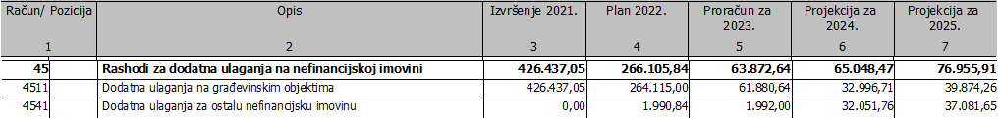 Račun/ Pozicija Opis Izvršenje 2021. Plan 2022. Proračun za 2023. Projekcija za 2024. Projekcija za 2025.
1 2 3 4 5 6 7
45 Rashodi za dodatna ulaganja na nefinancijskoj imovini 426.437,05 266.105,84 63.872,64 65.048,47 76.955,91
4511 Dodatna ulaganja na građevinskim objektima 426.437,05 264.115,00 61.880,64 32.996,71 39.874,26
4541 Dodatna ulaganja za ostalu nefinancijsku imovinu 0,00 1.990,84 1.992,00 32.051,76 37.081,65